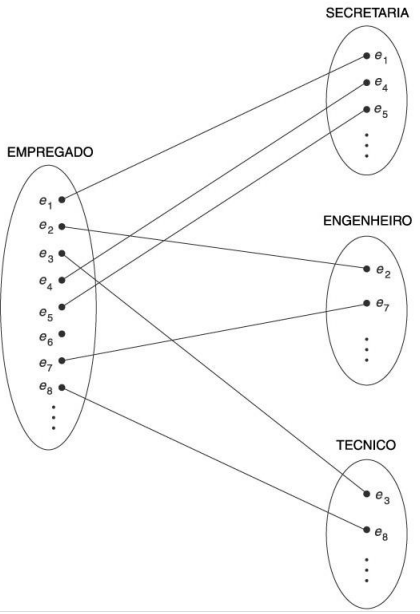 SECRETARIA
e1
e4
e5
EMPREGADO
e1
e2
e3
e4
e5
e6
e7
e8
ENGENHEIRO
e2
e7
TECNICO
e3
e8